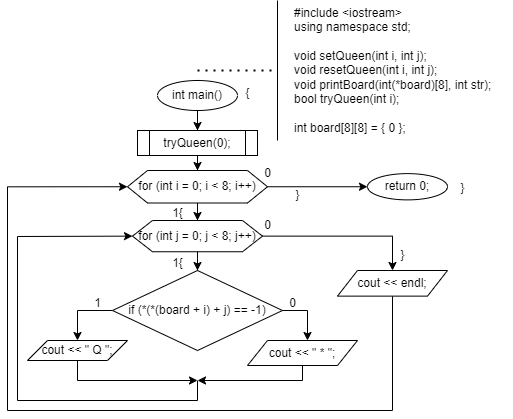 #include <iostream>
using namespace std;
void setQueen(int i, int j);
void resetQueen(int i, int j);
void printBoard(int(*board)[8], int str);
bool tryQueen(int i);
int board[8][8] = { 0 };
int main()
{
tryQueen(0);
for (int i = 0; i < 8; i++)
0
}
return 0;
}
1{
for (int j = 0; j < 8; j++)
0
}
1{
cout << endl;
if (*(*(board + i) + j) == -1)
1
0
cout << " Q ";
cout << " * ";